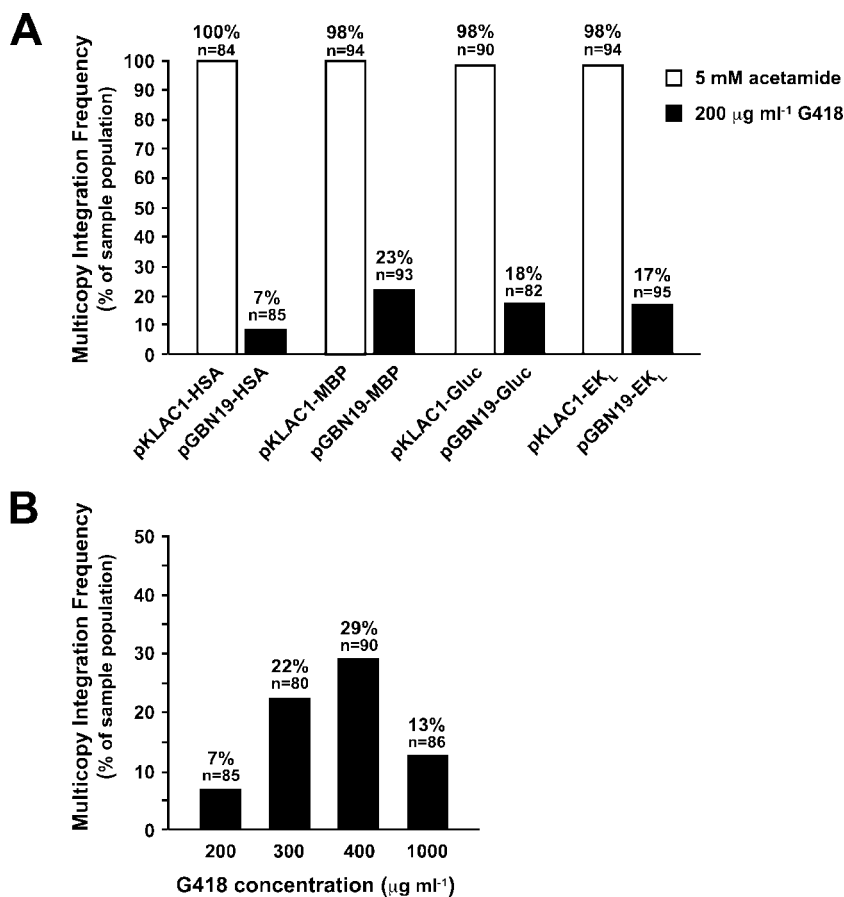 A
100% 98% 98% 98%
n=84 n=94 n=90 n=94
5 mM acetamide
200 μg ml-1 G418
Multicopy Integration Frequency
(% of sample population)
100
90
80
70
60
50
40
30
20
10
0
7% 23% 18% 17%
n=85 n=93 n=82 n=95
pKLAC1-HSA
pGBN19-HSA
pKLAC1-MBP
pGBN19-MBP
pKLAC1-Gluc
pGBN19-Gluc
pKLAC1-EKL
pGBN19-EKL
B
Multicopy Integration Frequency
(% of sample population)
50
40
30
20
10
0
7% 22% 29% 13%
n=85 n=80 n=90 n=86
200 300 400 1000
G418 concentration (μg ml-1)